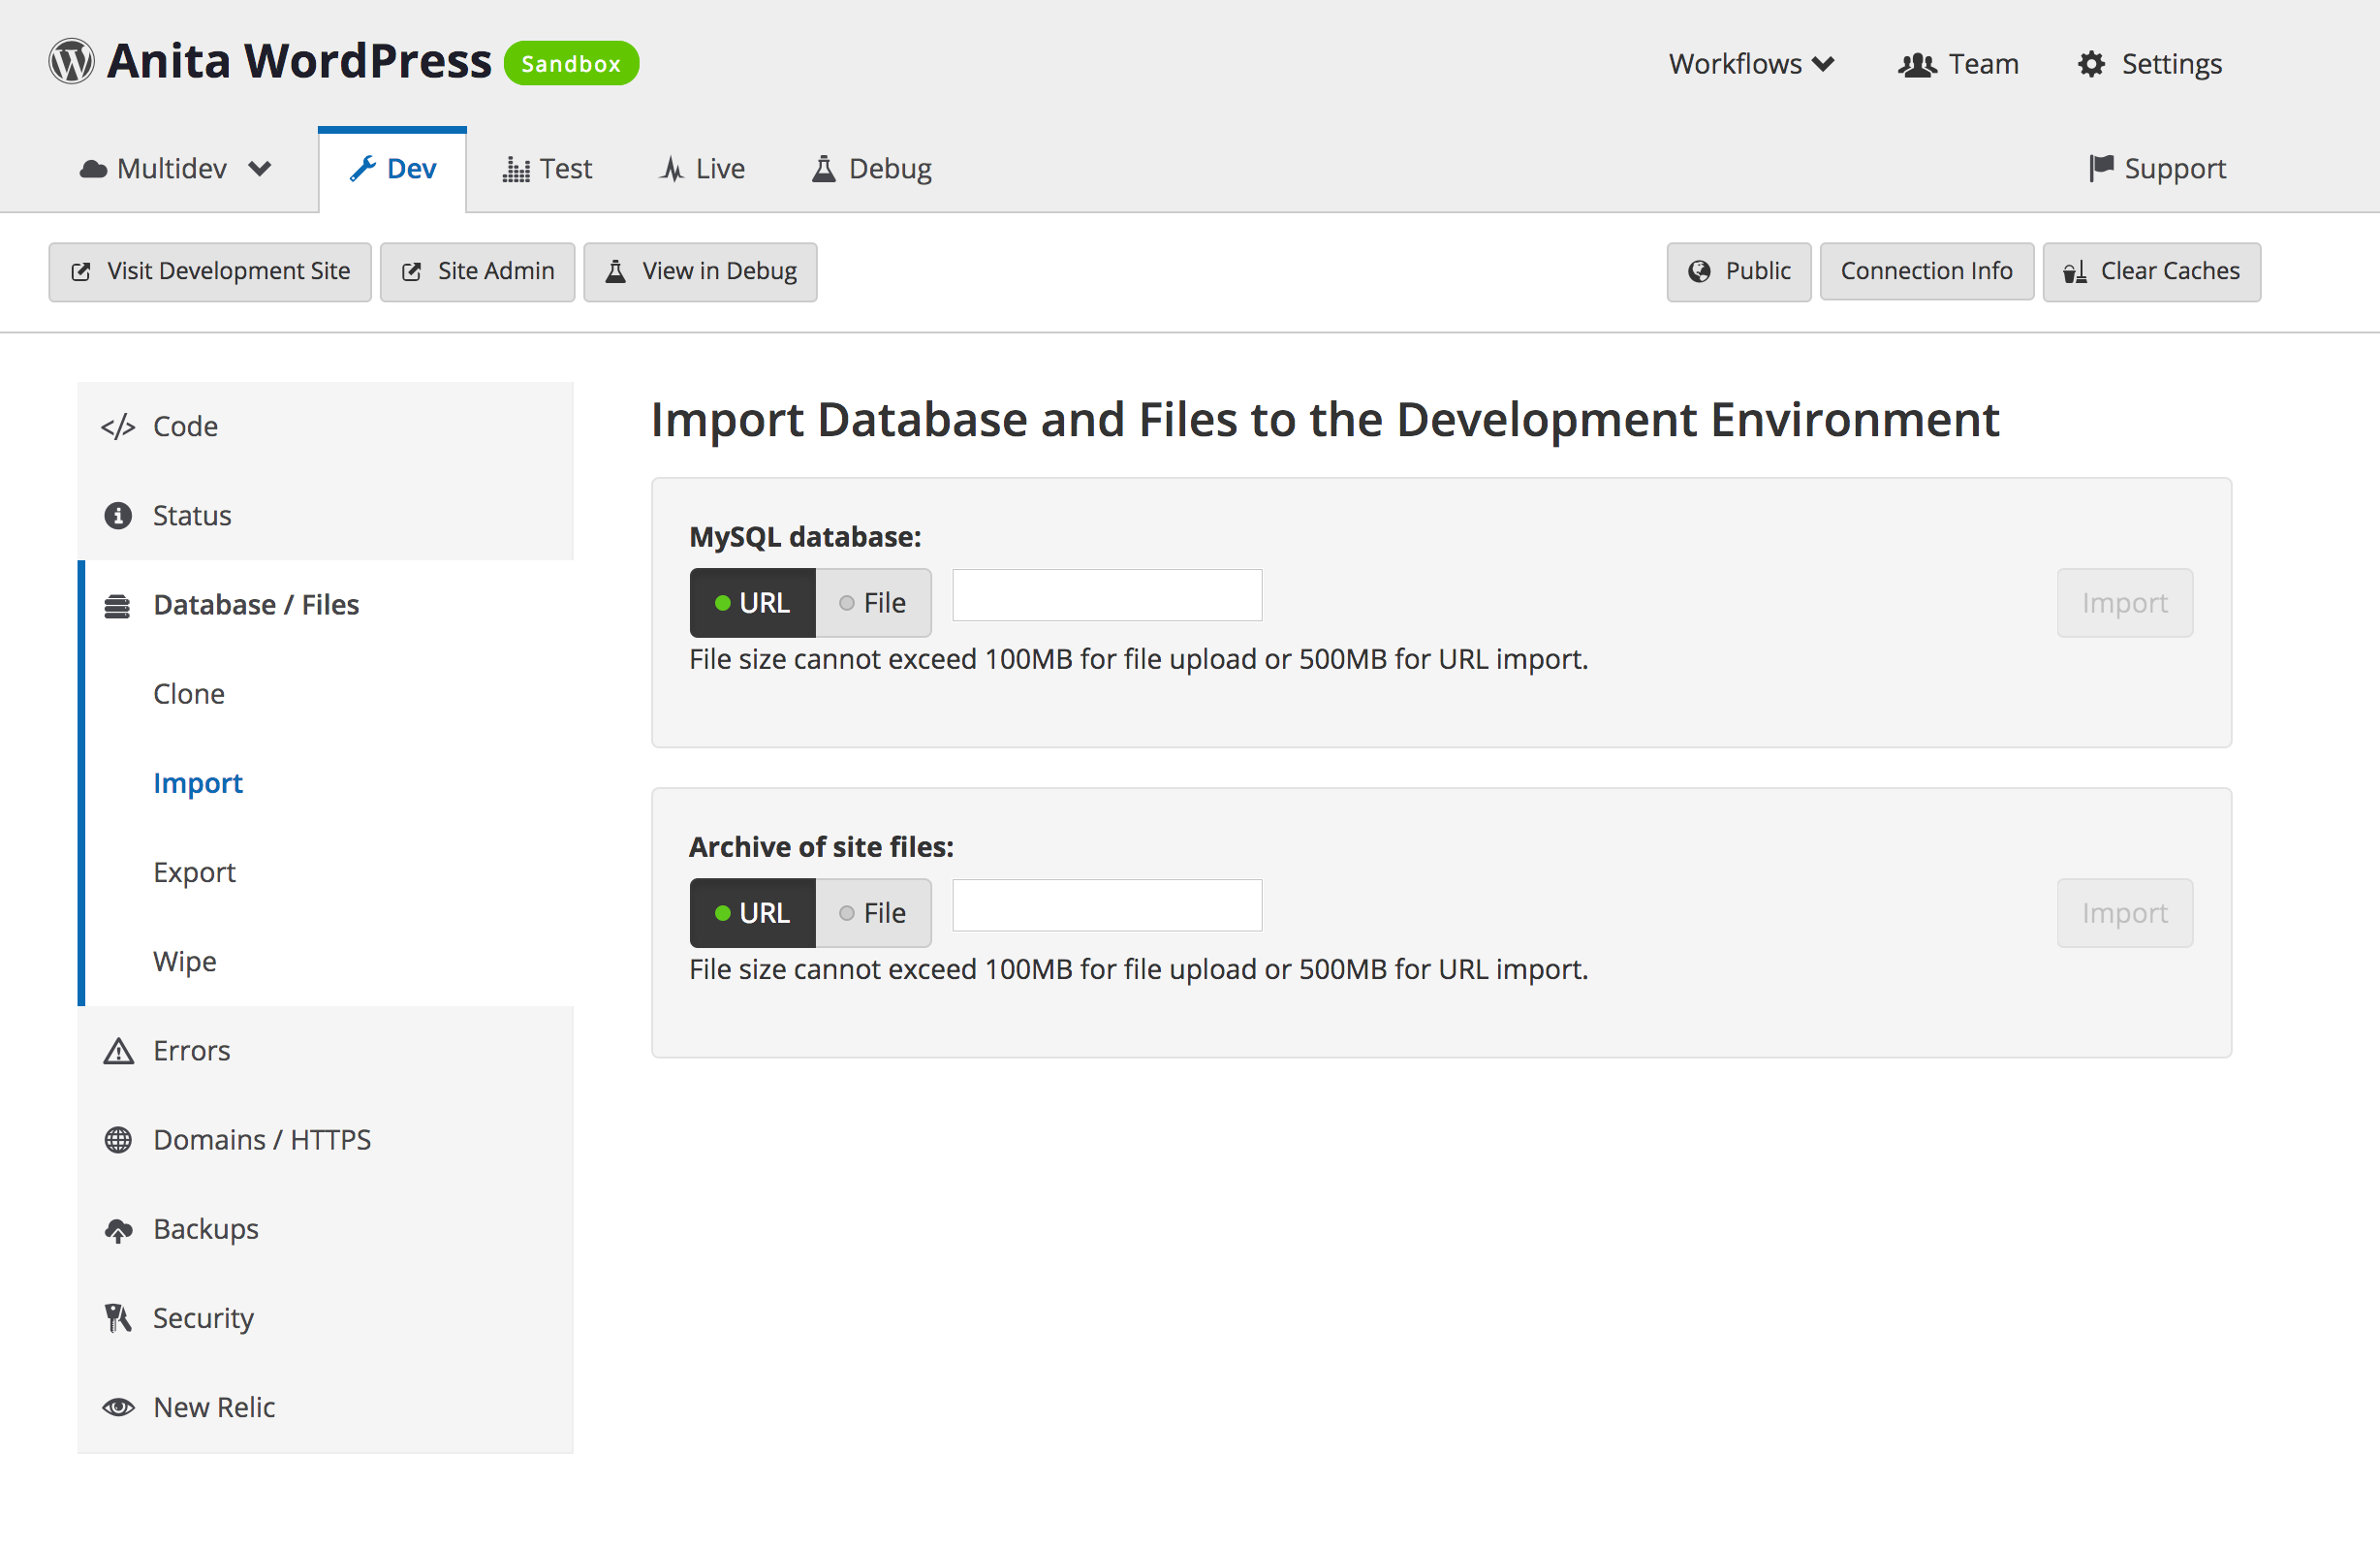 Anita WordPress Sandbox
Workflows Team Settings
Multidev Dev Test Live Debug Support
Visit Development Site Site Admin View in Debug Public Connection Info Clear Caches
Code
Status
Database / Files
Clone
Import
Export
Wipe
Errors
Domains / HTTPS
Backups
Security
New Relic
Import Database and Files to the Development Environment
MySQL database:
URL File Import
File size cannot exceed 100MB for file upload or 500MB for URL import.
Archive of site files:
URL File Import
File size cannot exceed 100MB for file upload or 500MB for URL import.